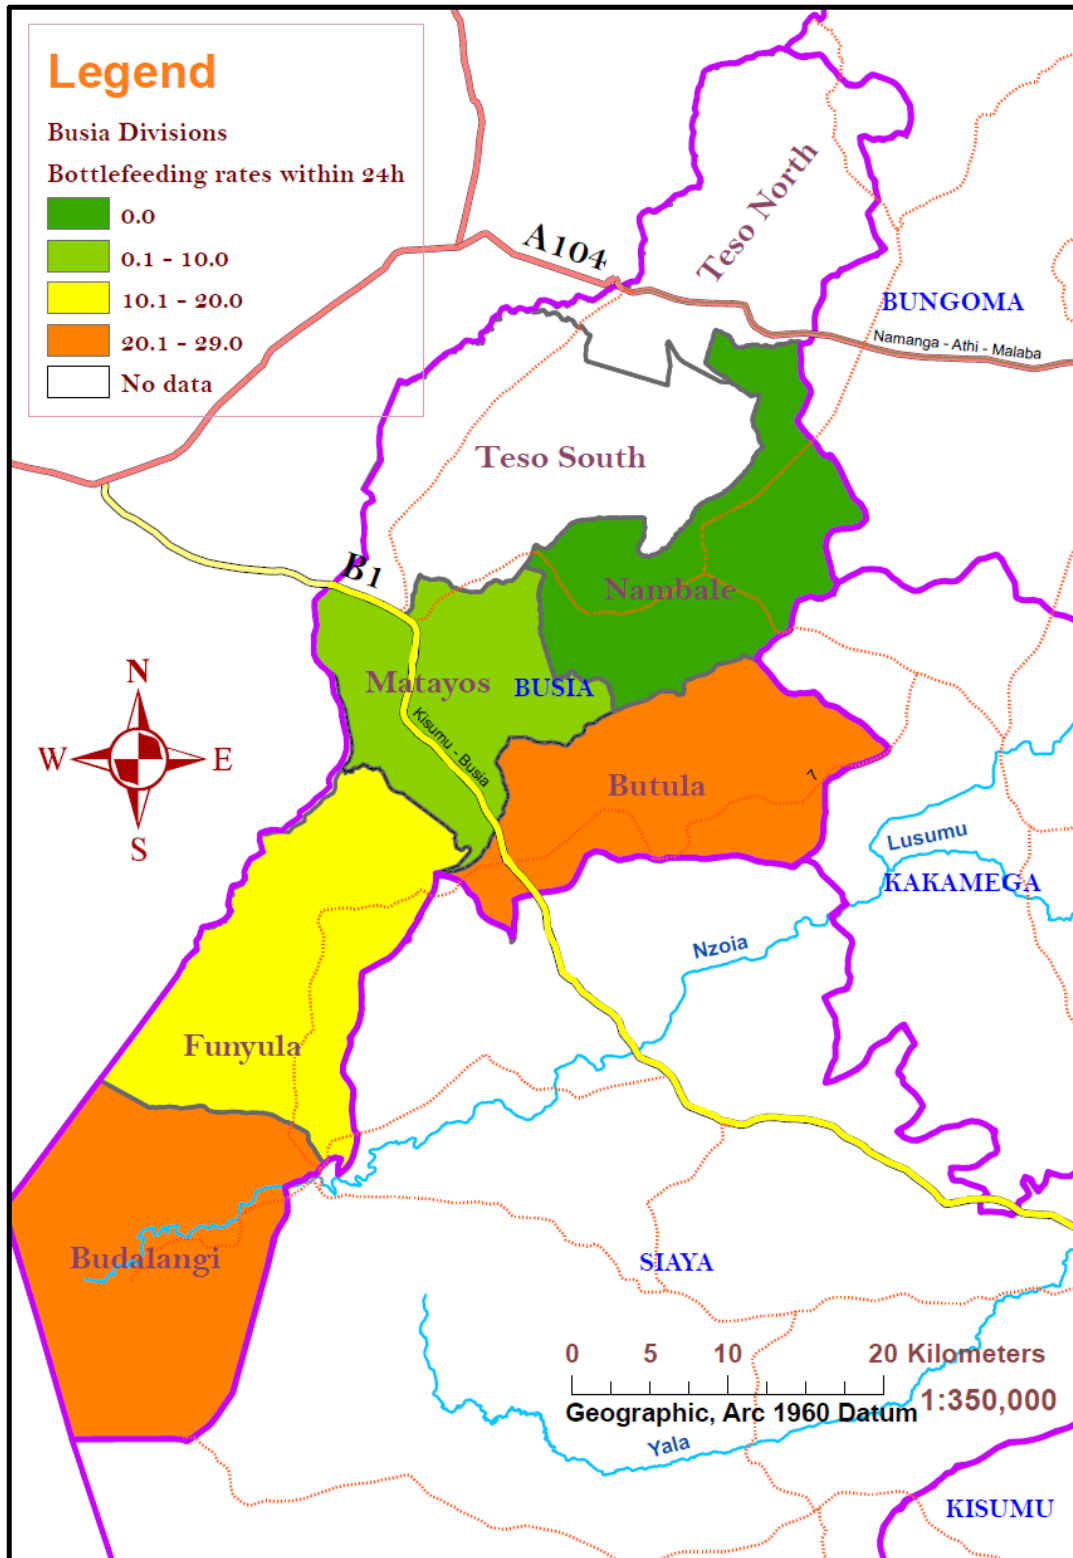 Legend
Busia Divisions
Bottlefeeding rates within 24h
0.0
0.1 - 10.0
10.1 - 20.0
20.1 - 29.0
No data
A104
Teso North
BUNGOMA
Namanga - Athi - Malaba
Teso South
B1
Nambale
Matayos
BUSIA
Kisumu - Busia
N
W
E
S
Butula
7
Lusumu
KAKAMEGA
Nzoia
Funyula
Budalangi
SIAYA
0 5 10 20 Kilometers
1:350,000
Geographic, Arc 1960 Datum
Yala
KISUMU